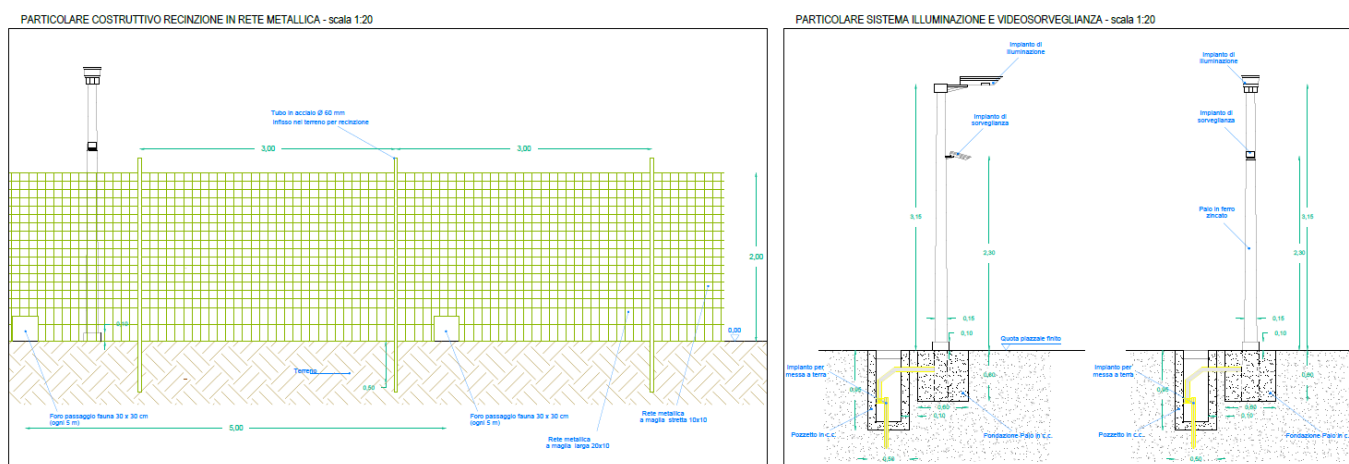 PARTICOLARE COSTRUTTIVO RECINZIONE IN RETE METALLICA - scala 1:20
Tubo in acciaio Ø 60 mm
infisso nel terreno per recinzione
3,00
3,00
2,00
0,10
0,00
Terreno
0,50
Foro passaggio fauna 30 x 30 cm
(ogni 5 m)
5,00
Foro passaggio fauna 30 x 30 cm
(ogni 5 m)
Rete metallica
a maglia stretta 10x10
Rete metallica
a maglia larga 20x10
PARTICOLARE SISTEMA ILLUMINAZIONE E VIDEOSORVEGLIANZA - scala 1:20
Impianto di
illuminazione
Impianto di
sorveglianza
3,15
2,30
0,15
0,10
Quota piazzale finito
Impianto per
messa a terra
0,60
0,60
0,10
Pozzetto in c.c.
Fondazione Palo in c.c.
0,50
Impianto di
illuminazione
Impianto di
sorveglianza
Palo in ferro
zincato
3,15
2,30
0,15
0,10
Impianto per
messa a terra
0,60
0,60
Pozzetto in c.c.
Fondazione Palo in c.c.
0,50